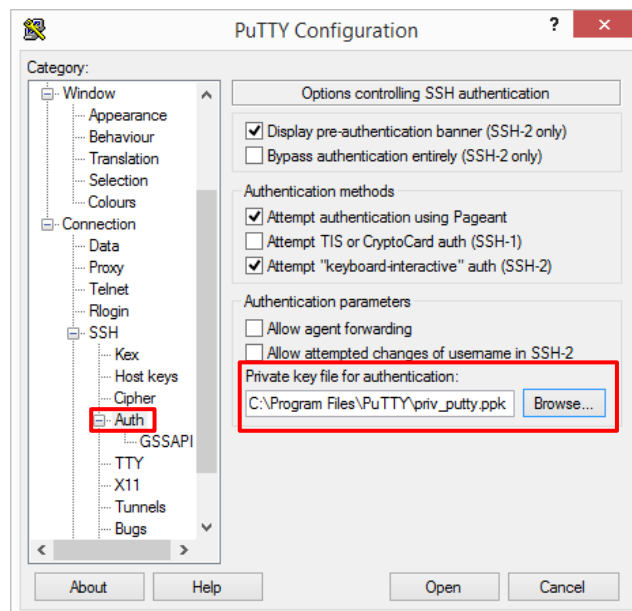 PuTTY Configuration
?
Category:
Window
Appearance
Behaviour
Translation
Selection
Colours
Connection
Data
Proxy
Telnet
Rlogin
SSH
Kex
Host keys
Cipher
Auth
GSSAPI
TTY
X11
Tunnels
Bugs
Options controlling SSH authentication
Display pre-authentication banner (SSH-2 only)
Bypass authentication entirely (SSH-2 only)
Authentication methods
Attempt authentication using Pageant
Attempt TIS or CryptoCard auth (SSH-1)
Attempt "keyboard-interactive" auth (SSH-2)
Authentication parameters
Allow agent forwarding
Allow attempted changes of username in SSH-2
Private key file for authentication:
C:\Program Files\PuTTY\priv_putty.ppk Browse...
About Help Open Cancel